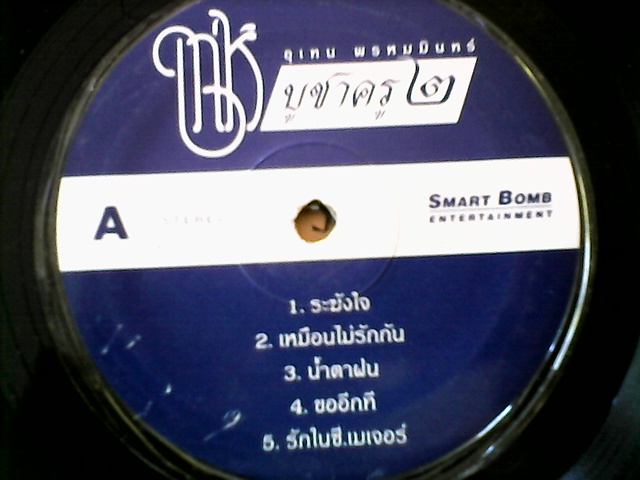 อุเทน พรหมมินทร์
บูชาครู ๒
A
STEREO
SMART BOMB
ENTERTAINMENT
1. ระฆังใจ
2. เหมือนไม่รักกัน
3. น้ำตาฝน
4. ขออีกที
5. รักในซี.เมเจอร์